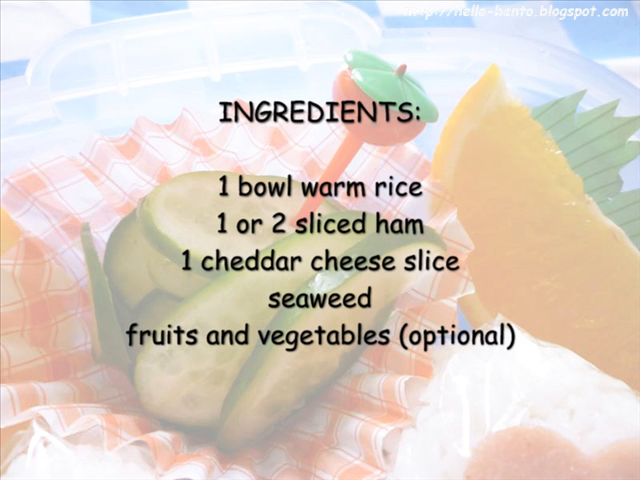 http://hello-bento.blogspot.com
INGREDIENTS:
1 bowl warm rice
1 or 2 sliced ham
1 cheddar cheese slice
seaweed
fruits and vegetables (optional)